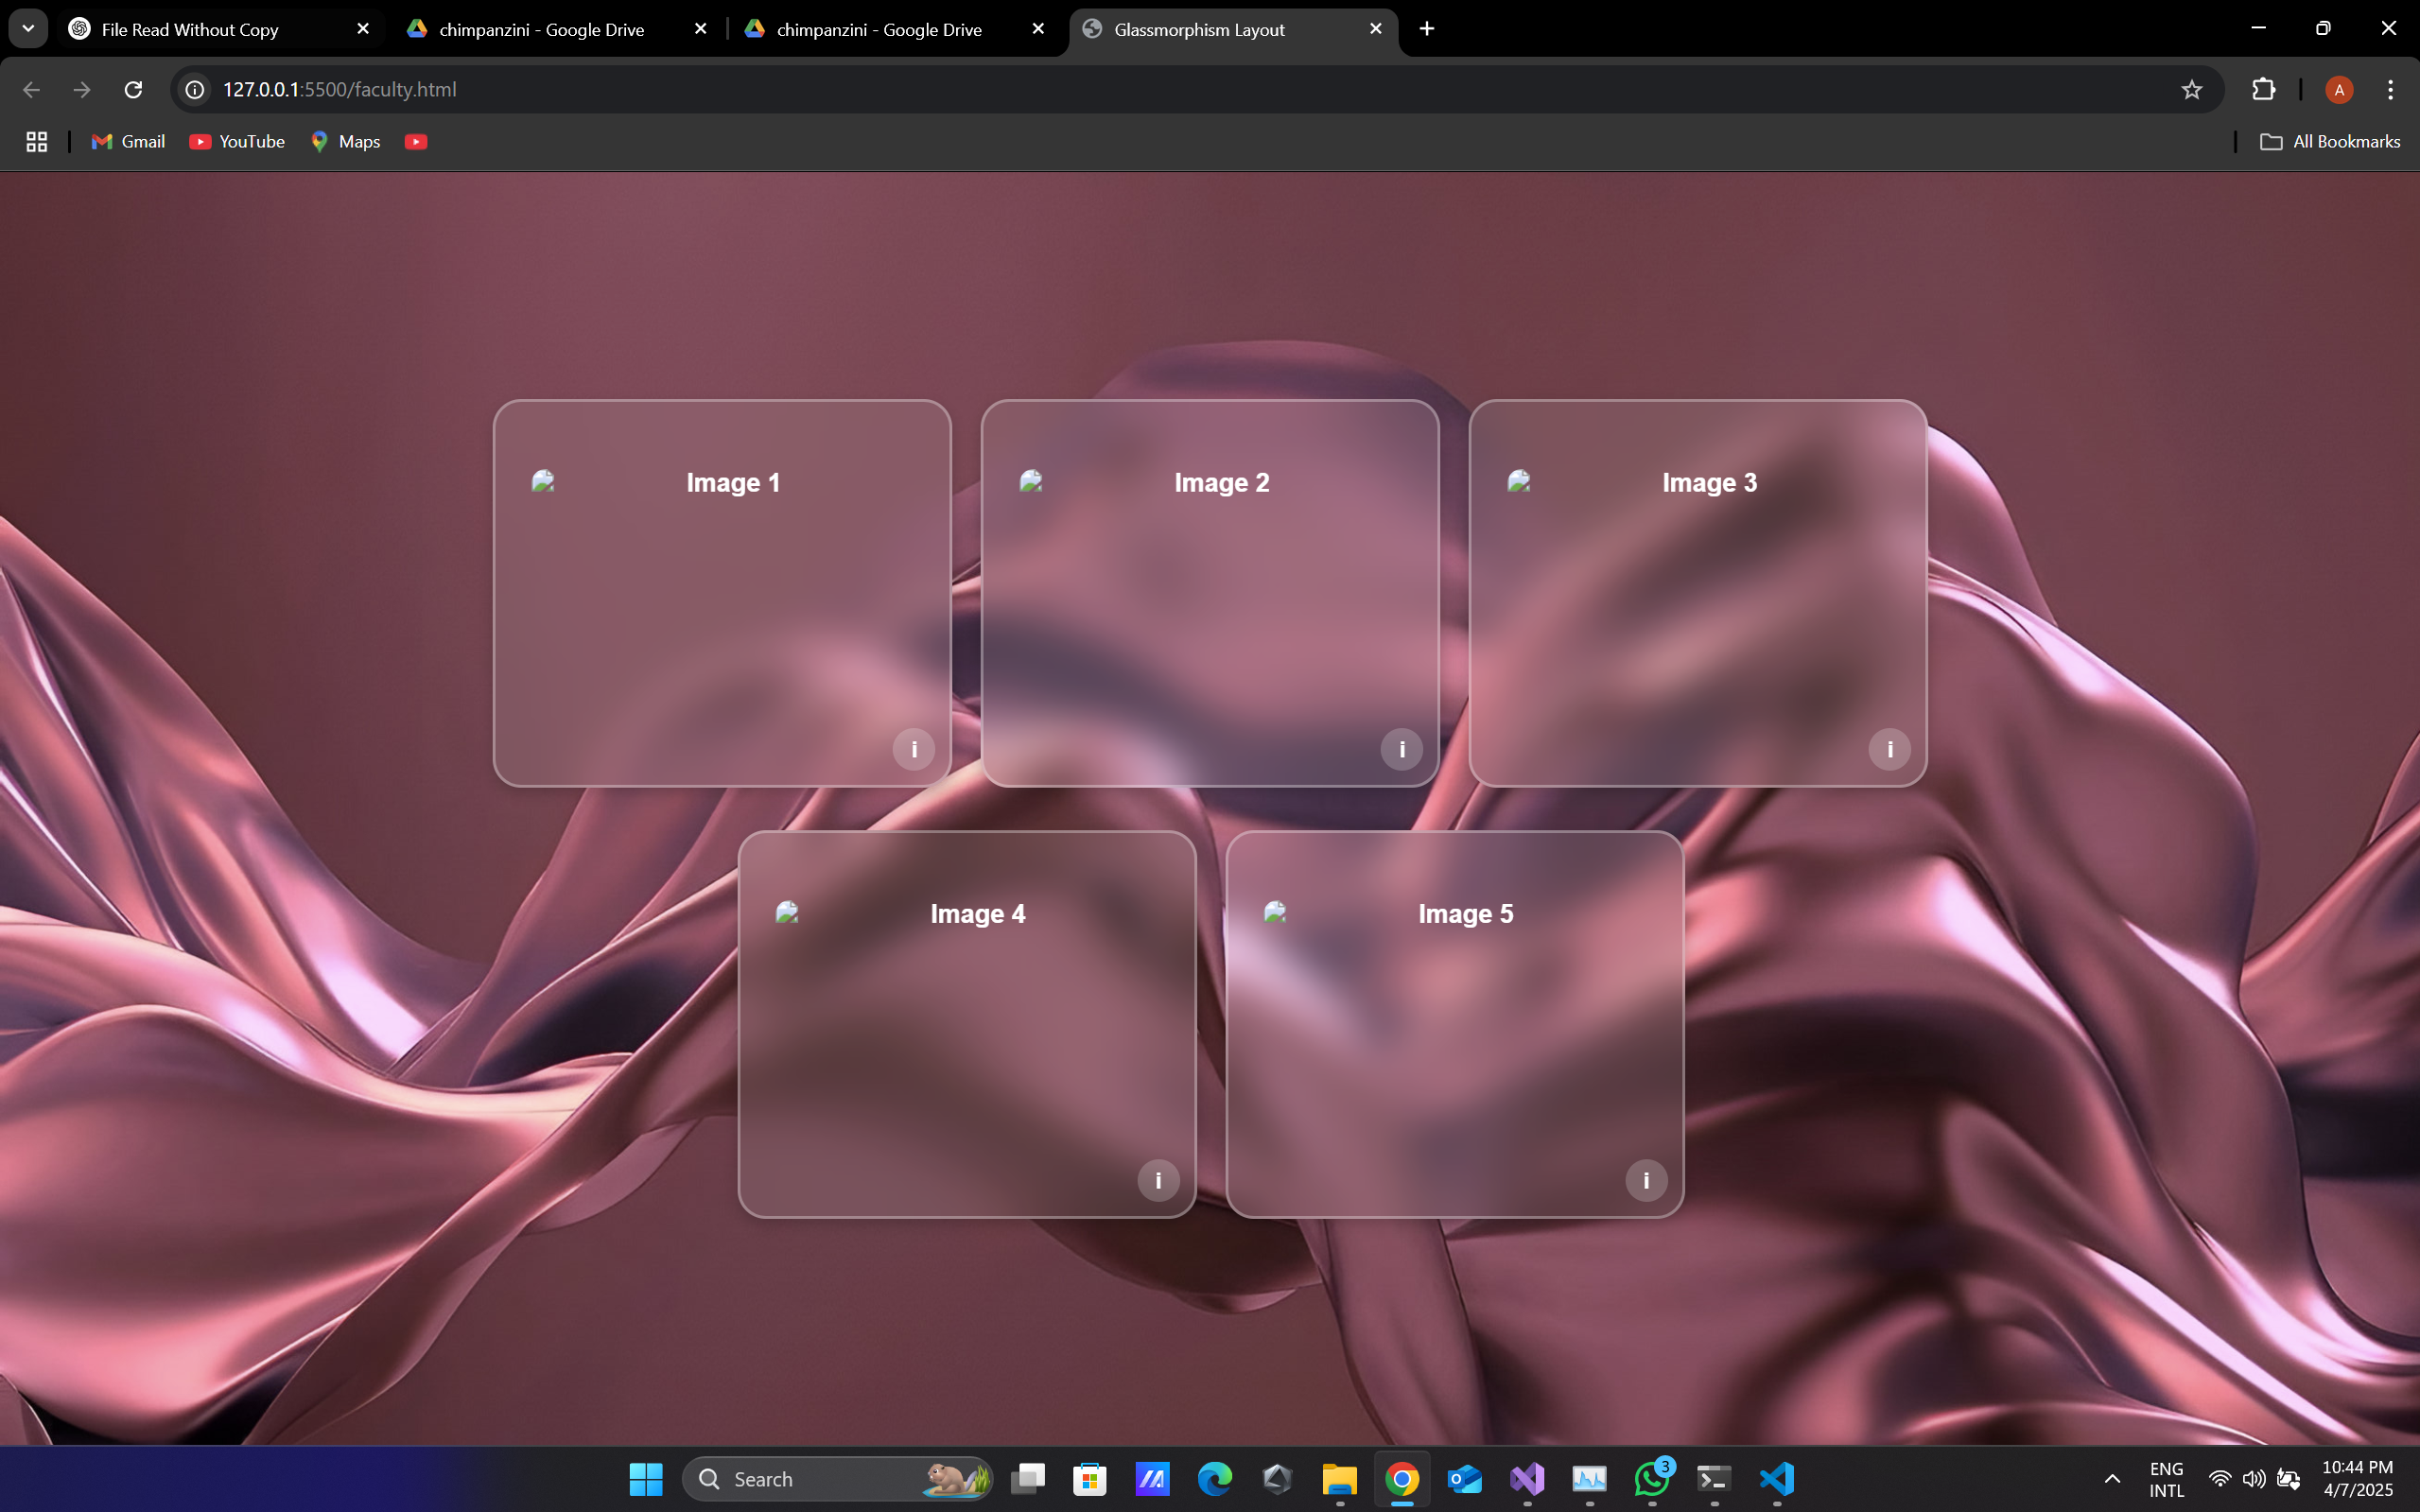 File Read Without Copy
chimpanzini - Google Drive
chimpanzini - Google Drive
Glassmorphism Layout
127.0.0.1:5500/faculty.html
A
Gmail
YouTube
Maps
All Bookmarks
Image 1
Image 2
Image 3
i
i
i
Image 4
Image 5
i
i
Search
3
ENG
INTL
10:44 PM
4/7/2025